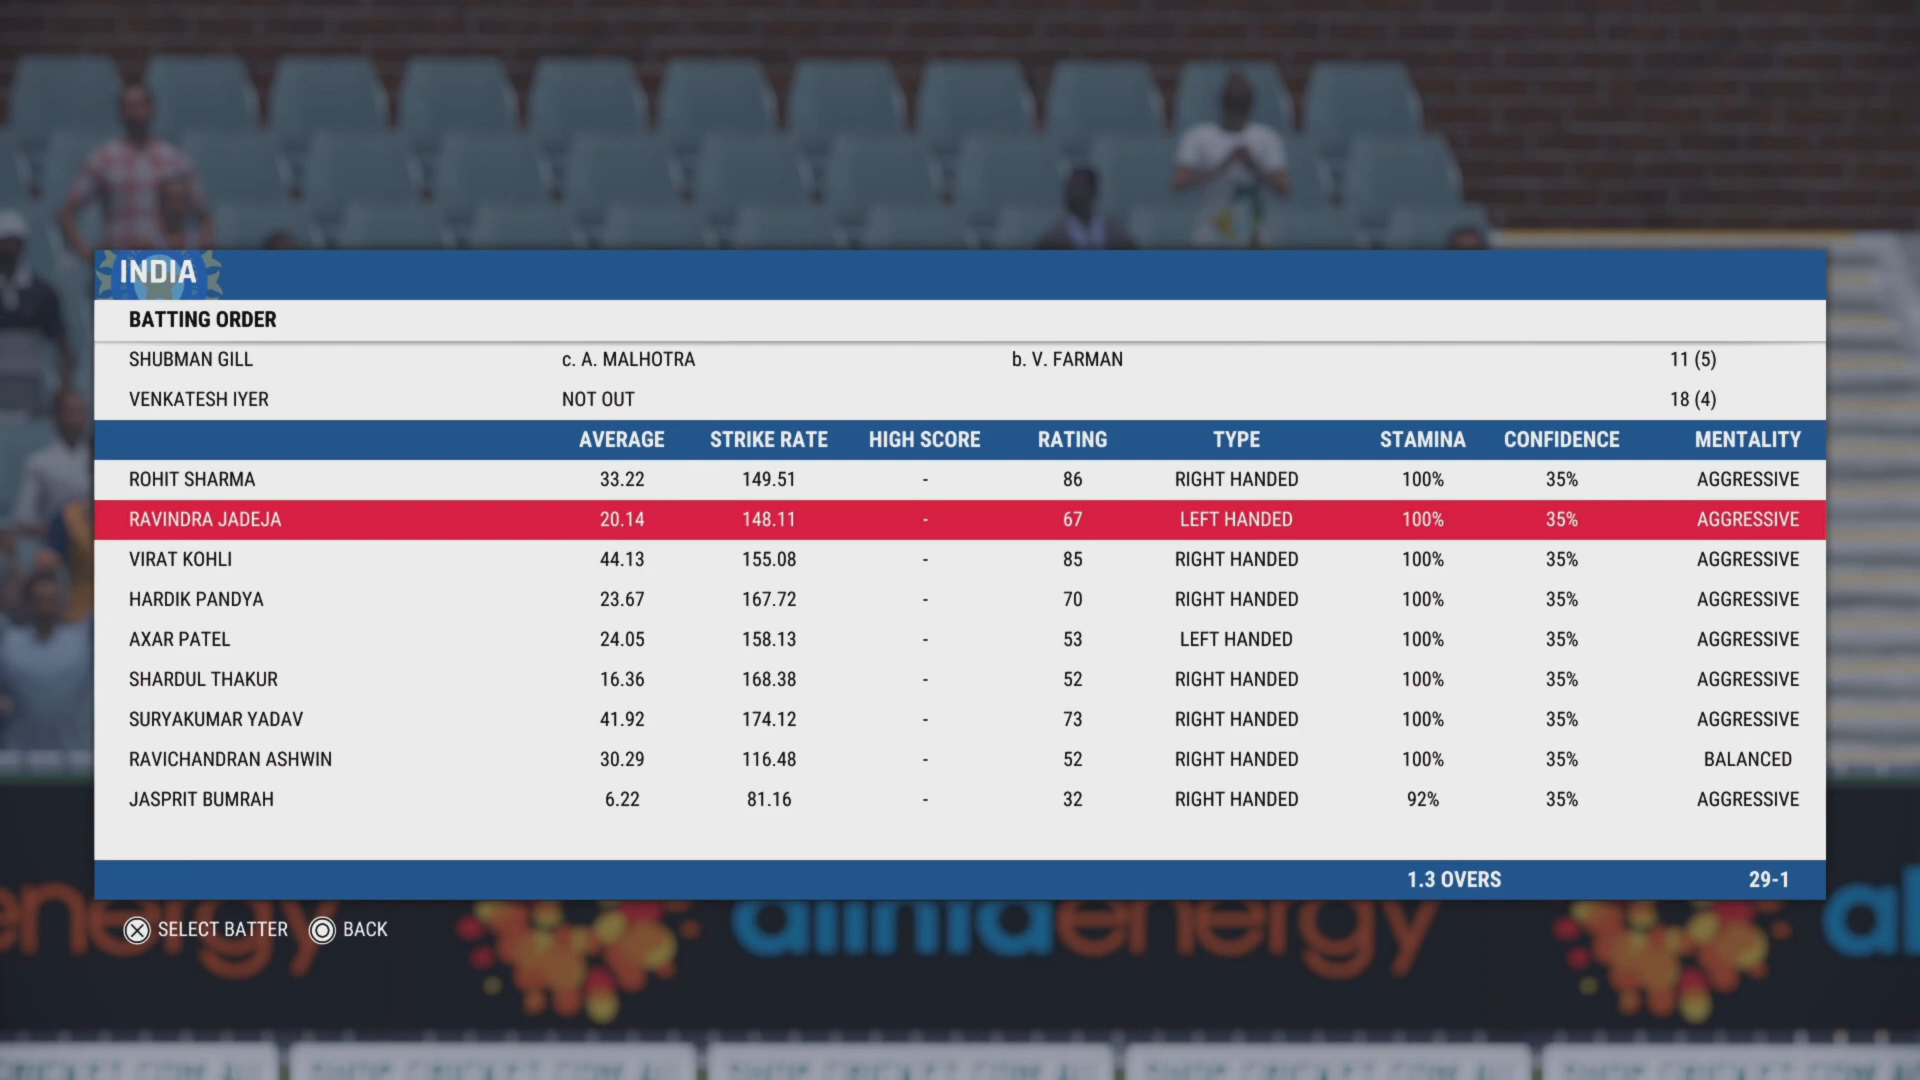 INDIA
BATTING ORDER
SHUBMAN GILL c. A. MALHOTRA b. V. FARMAN 11 (5)
VENKATESH IYER NOT OUT 18 (4)
AVERAGE STRIKE RATE HIGH SCORE RATING TYPE STAMINA CONFIDENCE MENTALITY
ROHIT SHARMA 33.22 149.51 - 86 RIGHT HANDED 100% 35% AGGRESSIVE
RAVINDRA JADEJA 20.14 148.11 - 67 LEFT HANDED 100% 35% AGGRESSIVE
VIRAT KOHLI 44.13 155.08 - 85 RIGHT HANDED 100% 35% AGGRESSIVE
HARDIK PANDYA 23.67 167.72 - 70 RIGHT HANDED 100% 35% AGGRESSIVE
AXAR PATEL 24.05 158.13 - 53 LEFT HANDED 100% 35% AGGRESSIVE
SHARDUL THAKUR 16.36 168.38 - 52 RIGHT HANDED 100% 35% AGGRESSIVE
SURYAKUMAR YADAV 41.92 174.12 - 73 RIGHT HANDED 100% 35% AGGRESSIVE
RAVICHANDRAN ASHWIN 30.29 116.48 - 52 RIGHT HANDED 100% 35% BALANCED
JASPRIT BUMRAH 6.22 81.16 - 32 RIGHT HANDED 92% 35% AGGRESSIVE
1.3 OVERS 29-1
SELECT BATTER BACK
energy alintaenergy al